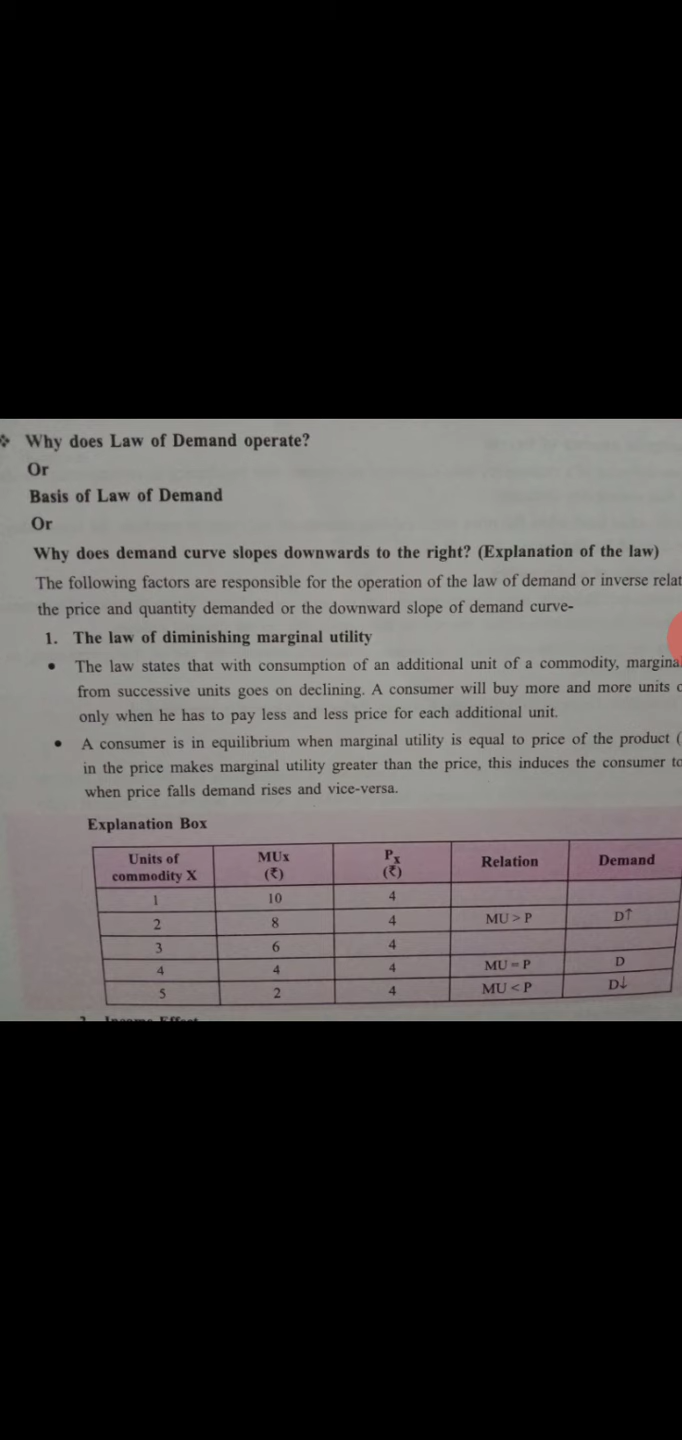 ❖ Why does Law of Demand operate?
Or
Basis of Law of Demand
Or
Why does demand curve slopes downwards to the right? (Explanation of the law)
The following factors are responsible for the operation of the law of demand or inverse
the price and quantity demanded or the downward slope of demand curve-
1. The law of diminishing marginal utility
• The law states that with consumption of an additional unit of a commodity,
from successive units goes on declining. A consumer will buy more and more units
only when he has to pay less and less price for each additional unit.
• A consumer is in equilibrium when marginal utility is equal to price of the product (
in the price makes marginal utility greater than the price, this induces the consumer
when price falls demand rises and vice-versa.
Explanation Box
Units of commodity X MUx (₹) Px (₹) Relation Demand
1 10 4
2 8 4 MU > P D↑
3 6 4
4 4 4 MU = P D
5 2 4 MU < P D↓